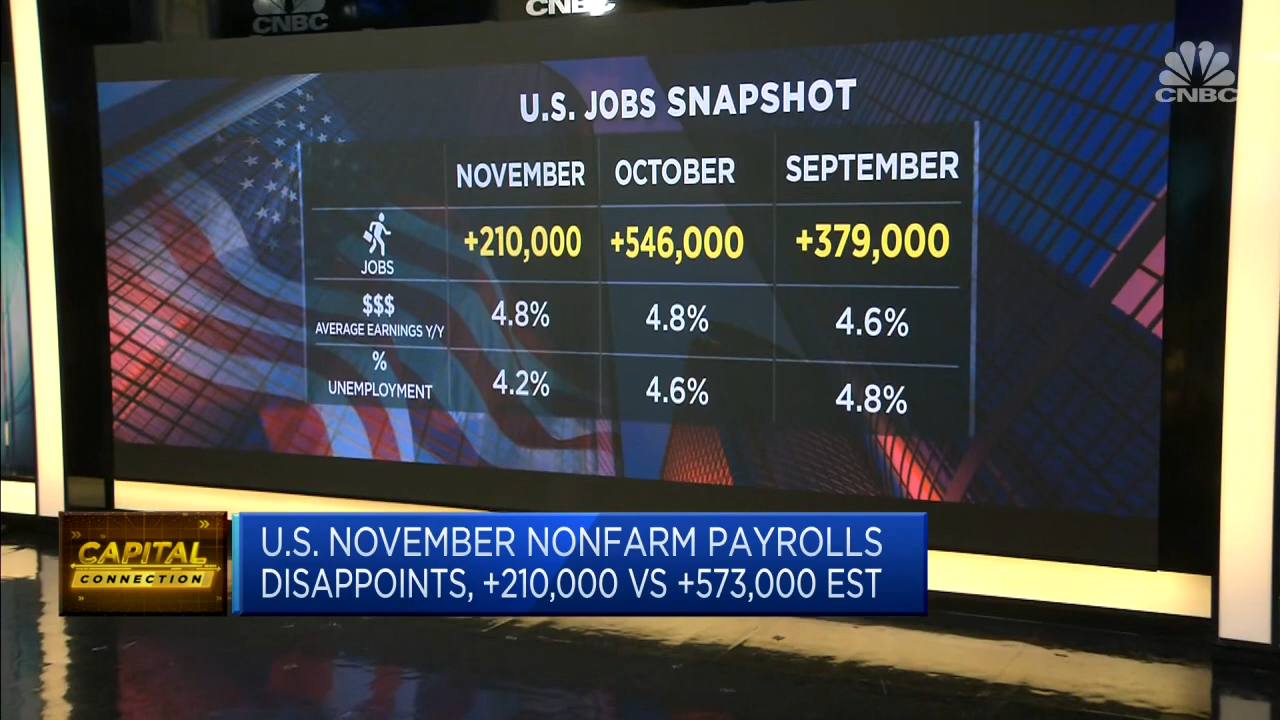 CNBC
CNBC
CNBC
U.S. JOBS SNAPSHOT
NOVEMBER OCTOBER SEPTEMBER
JOBS +210,000 +546,000 +379,000
$$$
AVERAGE EARNINGS Y/Y 4.8% 4.8% 4.6%
%
UNEMPLOYMENT 4.2% 4.6% 4.8%
CAPITAL
CONNECTION
U.S. NOVEMBER NONFARM PAYROLLS
DISAPPOINTS, +210,000 VS +573,000 EST